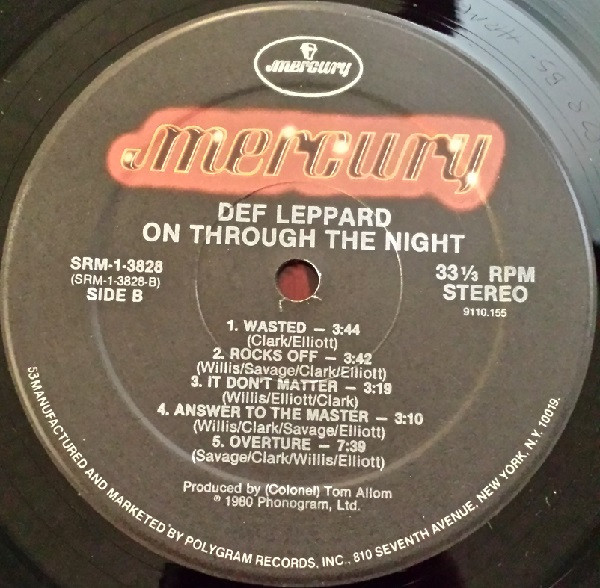 mercury
mercury
DEF LEPPARD
ON THROUGH THE NIGHT
SRM-1-3828
(SRM-1-3828-B)
SIDE B
33⅓ RPM
STEREO
9110.155
1. WASTED — 3:44
(Clark/Elliott)
2. ROCKS OFF — 3:42
(Willis/Savage/Clark/Elliott)
3. IT DON'T MATTER — 3:19
(Willis/Elliott/Clark)
4. ANSWER TO THE MASTER — 3:10
(Willis/Clark/Savage/Elliott)
5. OVERTURE — 7:39
(Savage/Clark/Willis/Elliott)
Produced by (Colonel) Tom Allom
℗ 1980 Phonogram, Ltd.
53 MANUFACTURED AND MARKETED BY POLYGRAM RECORDS, INC., 810 SEVENTH AVENUE, NEW YORK, N.Y. 10019.